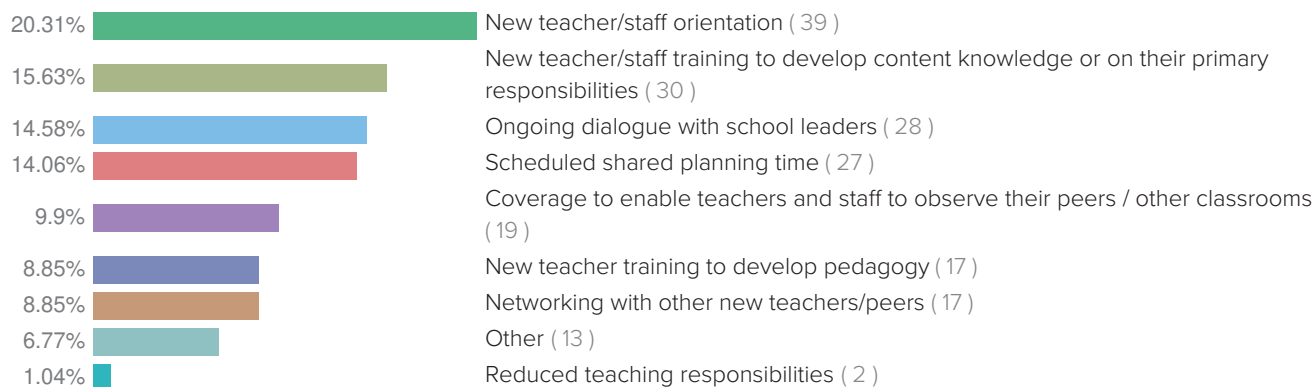 20.31% New teacher/staff orientation ( 39 )
New teacher/staff training to develop content knowledge or on their primary
15.63%
responsibilities ( 30 )
14.58% Ongoing dialogue with school leaders ( 28 )
14.06% Scheduled shared planning time ( 27 )
Coverage to enable teachers and staff to observe their peers / other classrooms
9.9%
( 19 )
8.85% New teacher training to develop pedagogy ( 17 )
8.85% Networking with other new teachers/peers ( 17 )
6.77% Other ( 13 )
1.04% Reduced teaching responsibilities ( 2 )